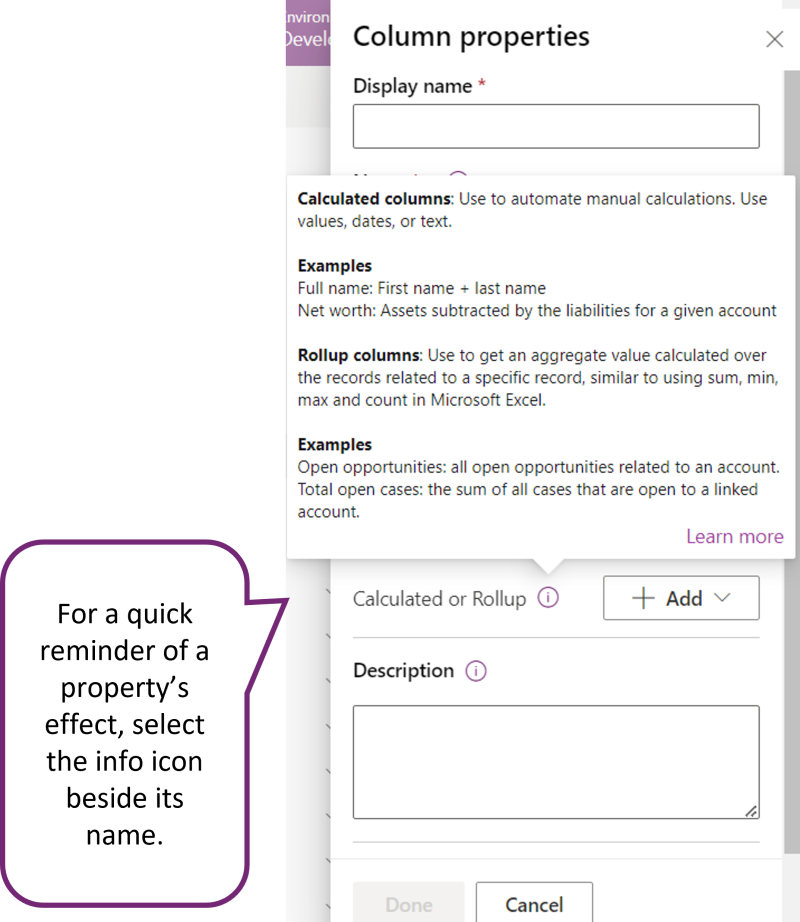 Column properties
Display name *
Calculated columns: Use to automate manual calculations. Use
values, dates, or text.
Examples
Full name: First name + last name
Net worth: Assets subtracted by the liabilities for a given account
Rollup columns: Use to get an aggregate value calculated over
the records related to a specific record, similar to using sum, min,
max and count in Microsoft Excel.
Examples
Open opportunities: all open opportunities related to an account.
Total open cases: the sum of all cases that are open to a linked
account.
Learn more
Calculated or Rollup
Add
Description
Done
Cancel
For a quick
reminder of a
property’s
effect, select
the info icon
beside its
name.